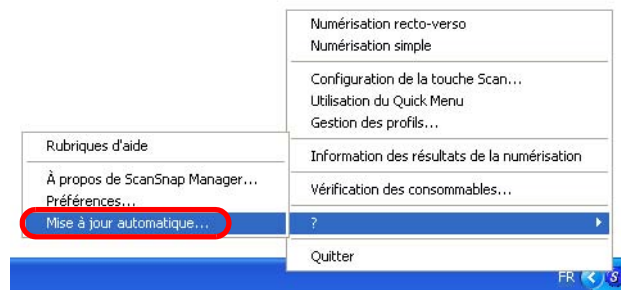 Numérisation recto-verso
Numérisation simple
Configuration de la touche Scan...
Utilisation du Quick Menu
Gestion des profils...
Information des résultats de la numérisation
Vérification des consommables...
?
Quitter
Rubriques d'aide
À propos de ScanSnap Manager...
Préférences...
Mise à jour automatique...
FR
S